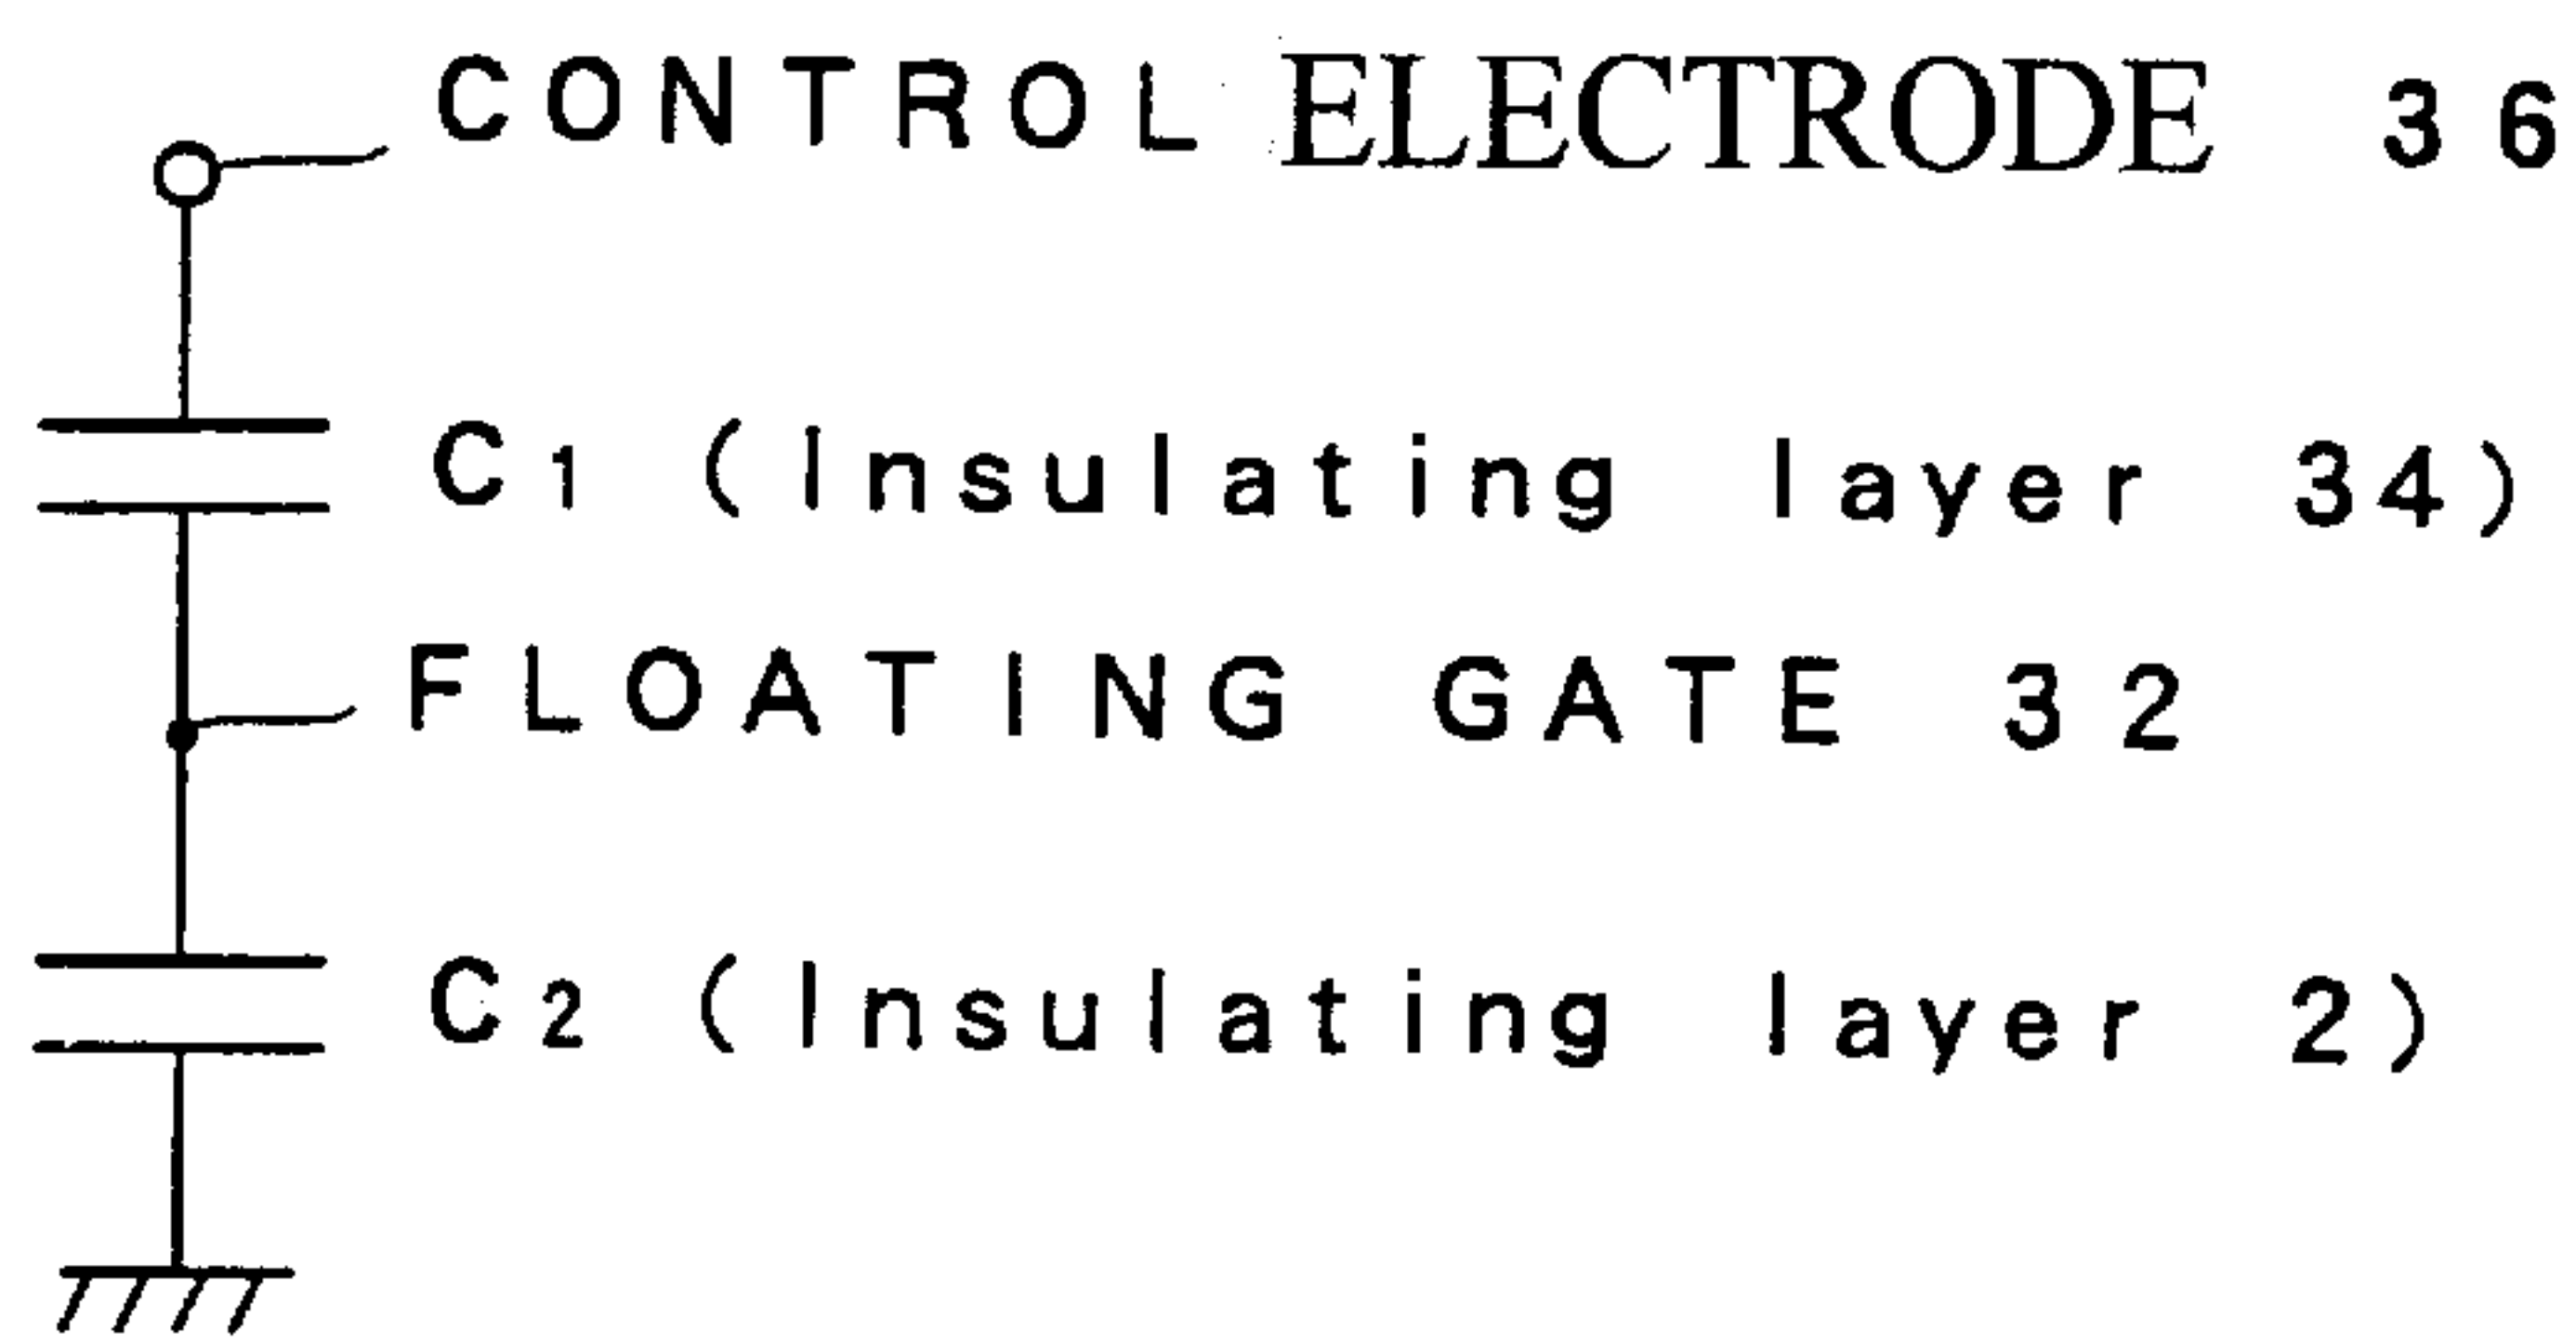 CONTROL ELECTRODE 36
C1 (Insulating layer 34)
FLOATING GATE 32
C2 (Insulating layer 2)